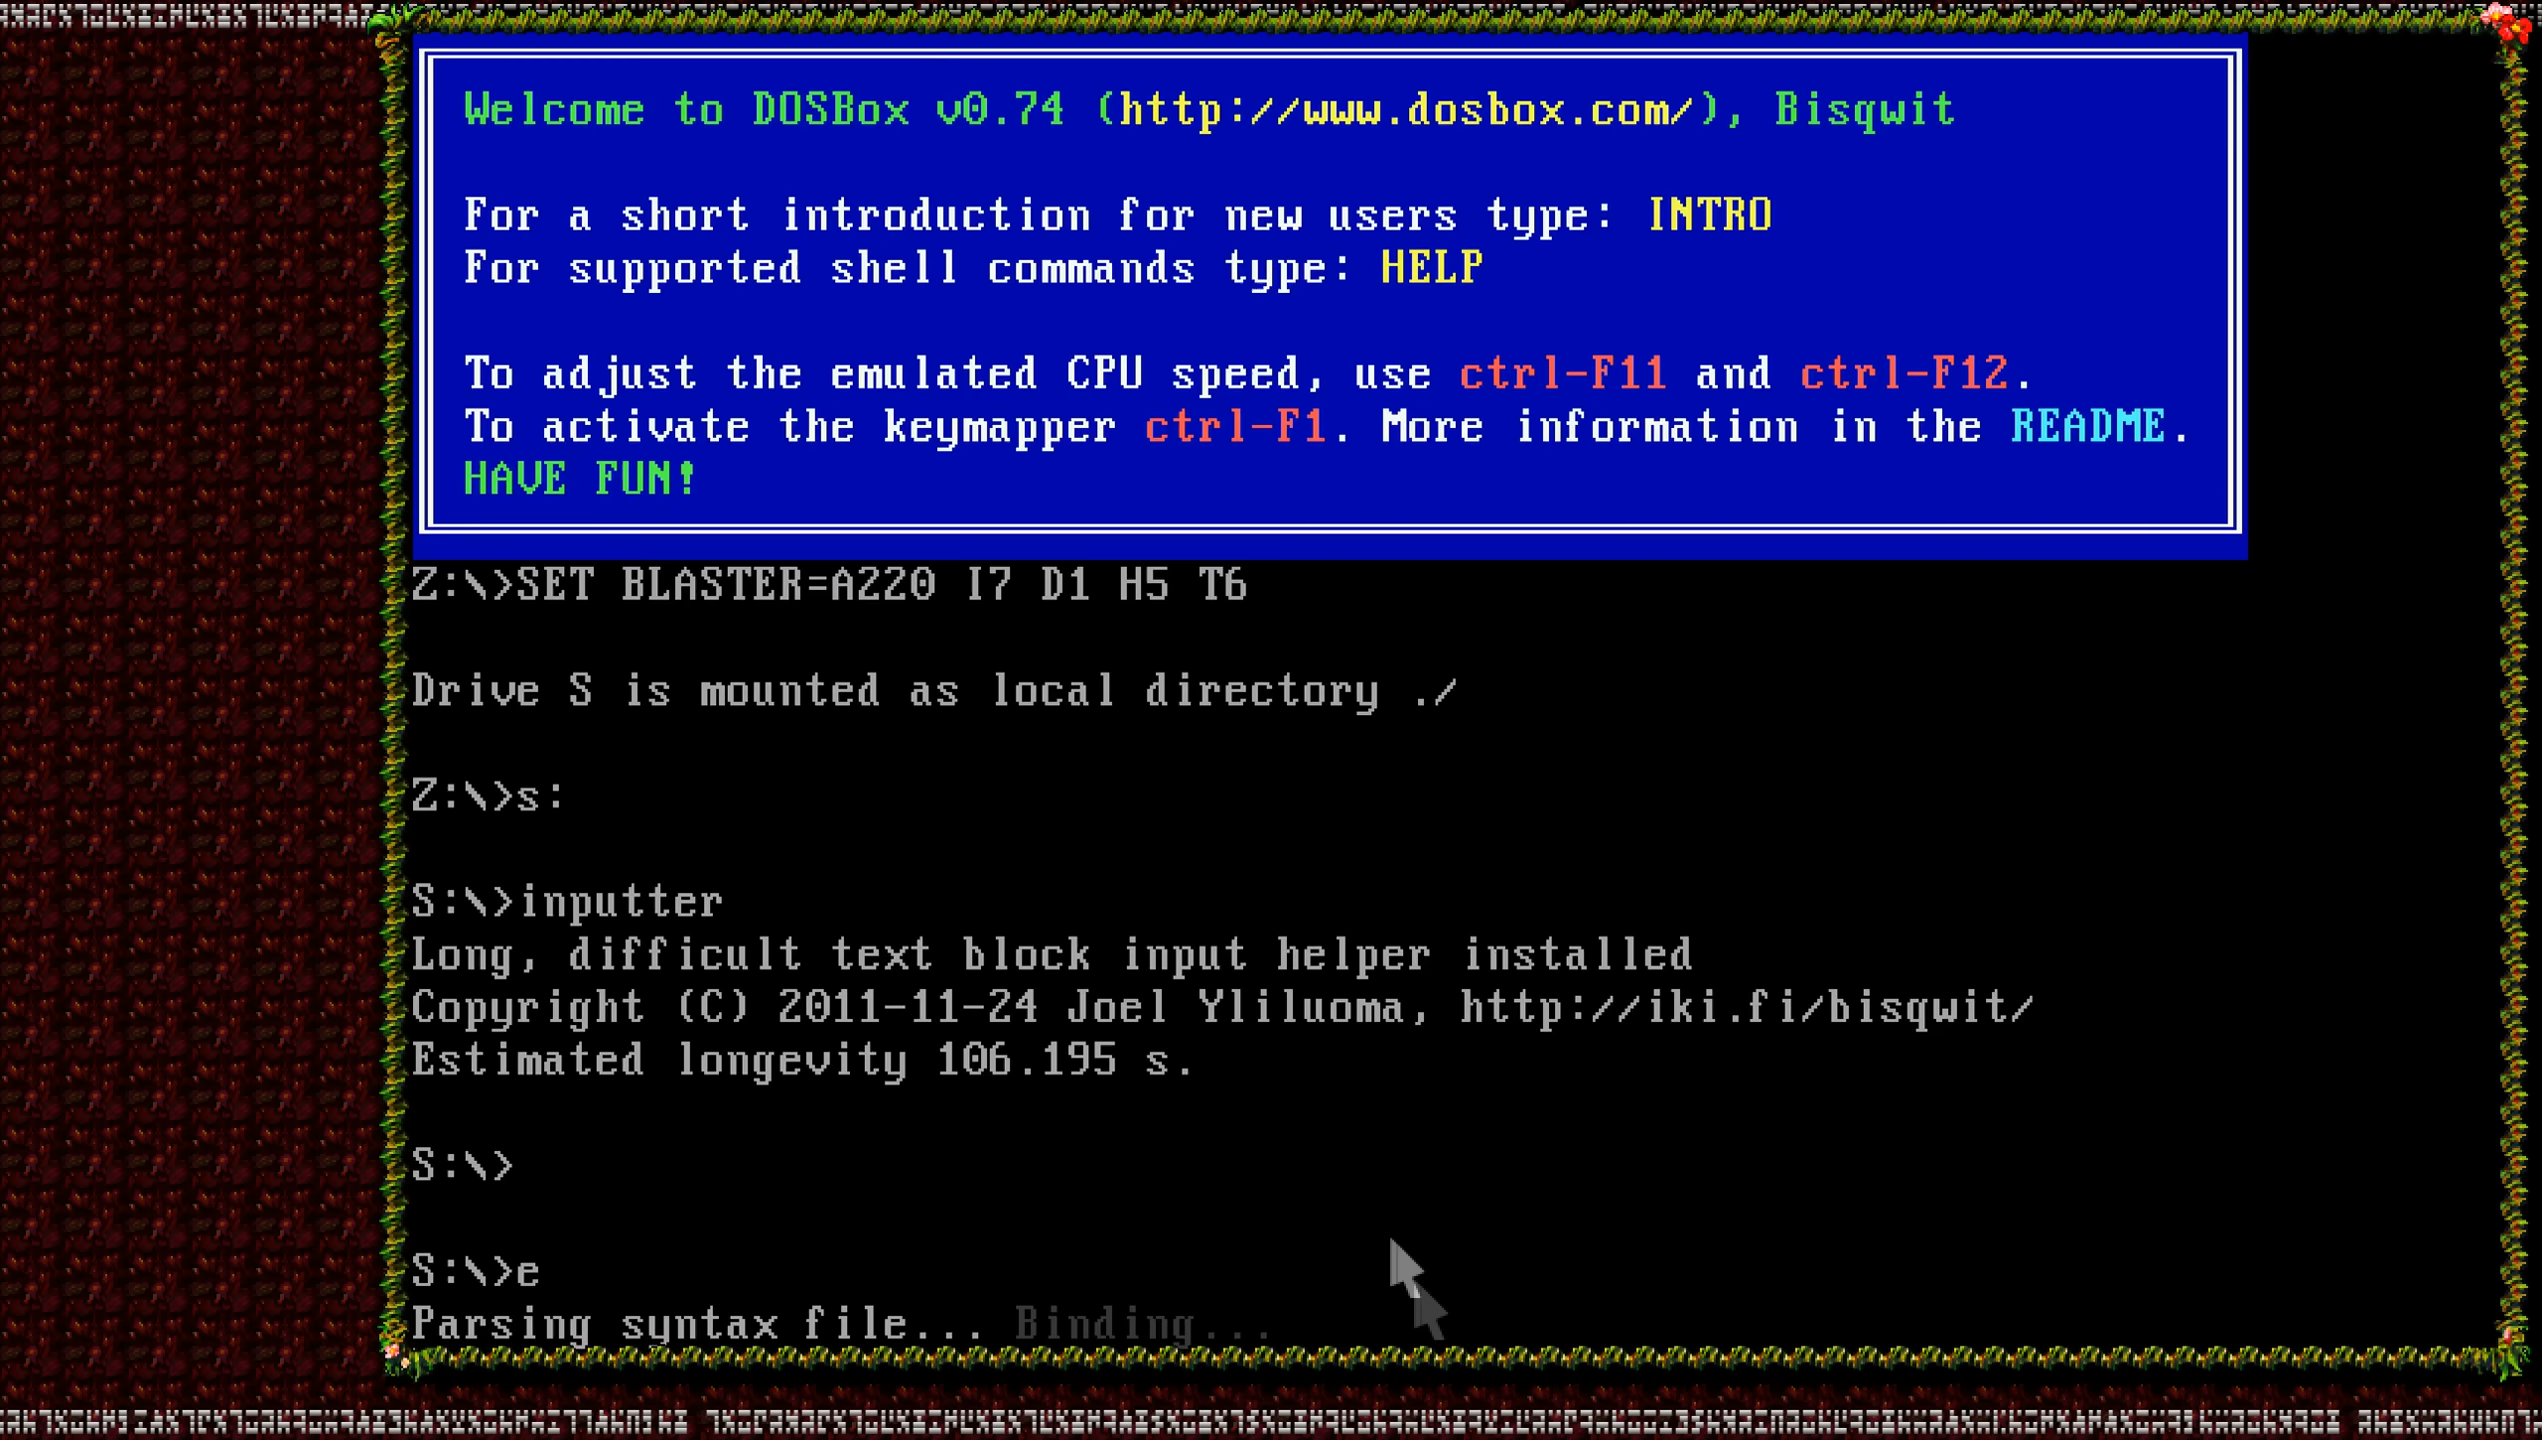 Welcome to DOSBox v0.74 (http://www.dosbox.com/), Bisqwit
For a short introduction for new users type: INTRO
For supported shell commands type: HELP
To adjust the emulated CPU speed, use ctrl-F11 and ctrl-F12.
To activate the keymapper ctrl-F1. More information in the README.
HAVE FUN!
Z:\>SET BLASTER=A220 I7 D1 H5 T6
Drive S is mounted as local directory ./
Z:\>s:
S:\>inputter
Long, difficult text block input helper installed
Copyright (C) 2011-11-24 Joel Yliluoma, http://iki.fi/bisqwit/
Estimated longevity 106.195 s.
S:\>
S:\>e
Parsing syntax file... Binding...